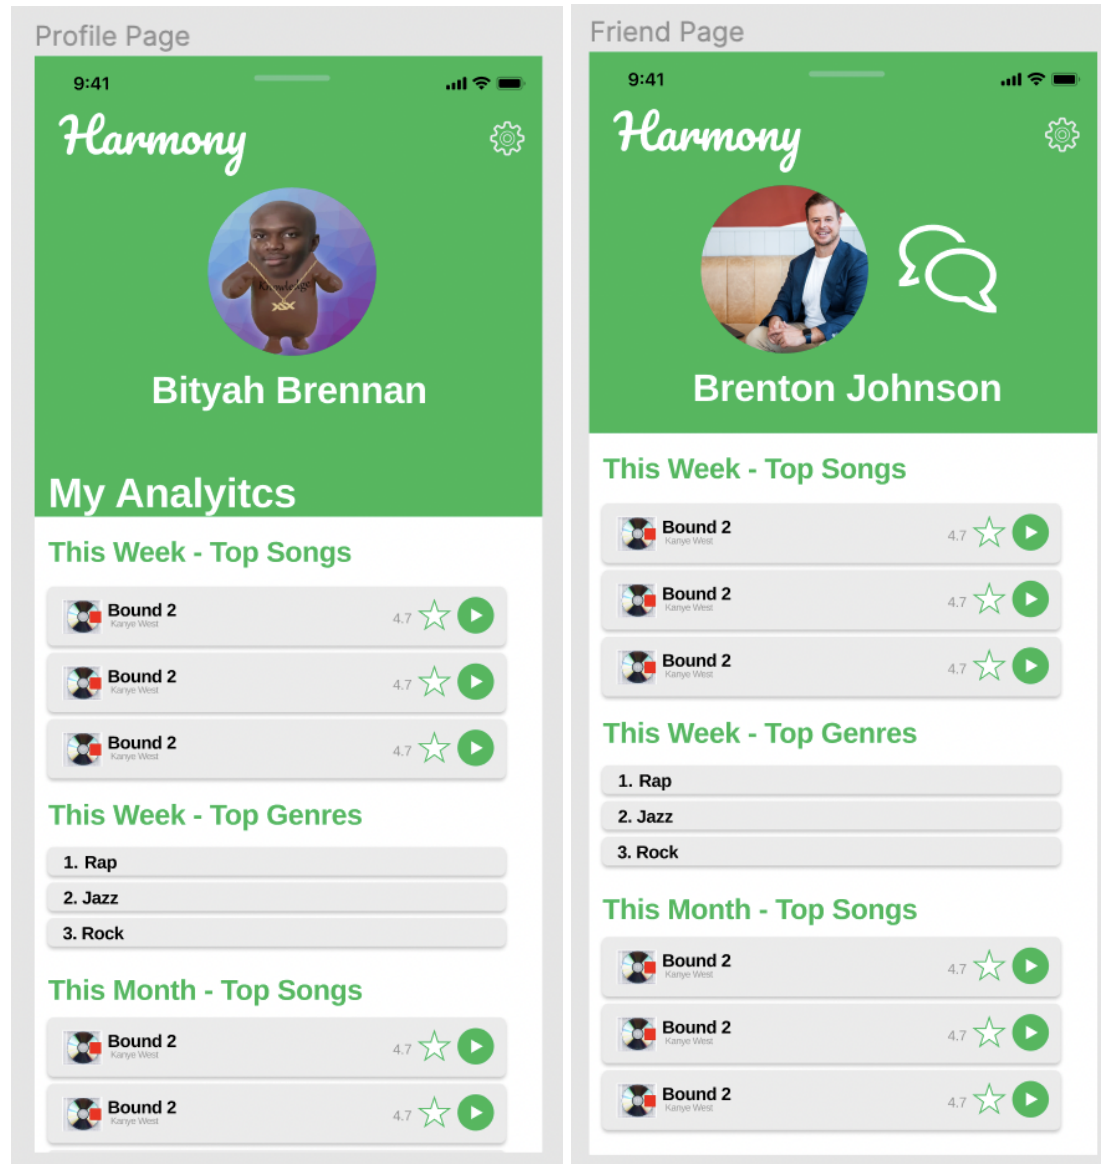 Profile Page
9:41
Harmony
Knowledge
Bityah Brennan
My Analyitcs
This Week - Top Songs
Bound 2
Kanye West
4.7
Bound 2
Kanye West
4.7
Bound 2
Kanye West
4.7
This Week - Top Genres
1. Rap
2. Jazz
3. Rock
This Month - Top Songs
Bound 2
Kanye West
4.7
Bound 2
Kanye West
4.7
Friend Page
9:41
Harmony
Brenton Johnson
This Week - Top Songs
Bound 2
Kanye West
4.7
Bound 2
Kanye West
4.7
Bound 2
Kanye West
4.7
This Week - Top Genres
1. Rap
2. Jazz
3. Rock
This Month - Top Songs
Bound 2
Kanye West
4.7
Bound 2
Kanye West
4.7
Bound 2
Kanye West
4.7